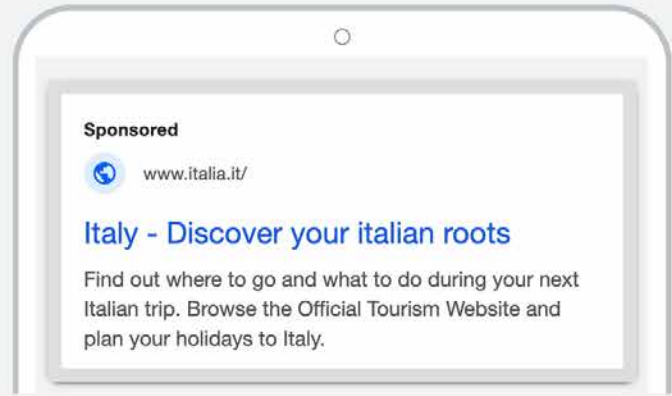 Sponsored
www.italia.it/
Italy - Discover your italian roots
Find out where to go and what to do during your next
Italian trip. Browse the Official Tourism Website and
plan your holidays to Italy.